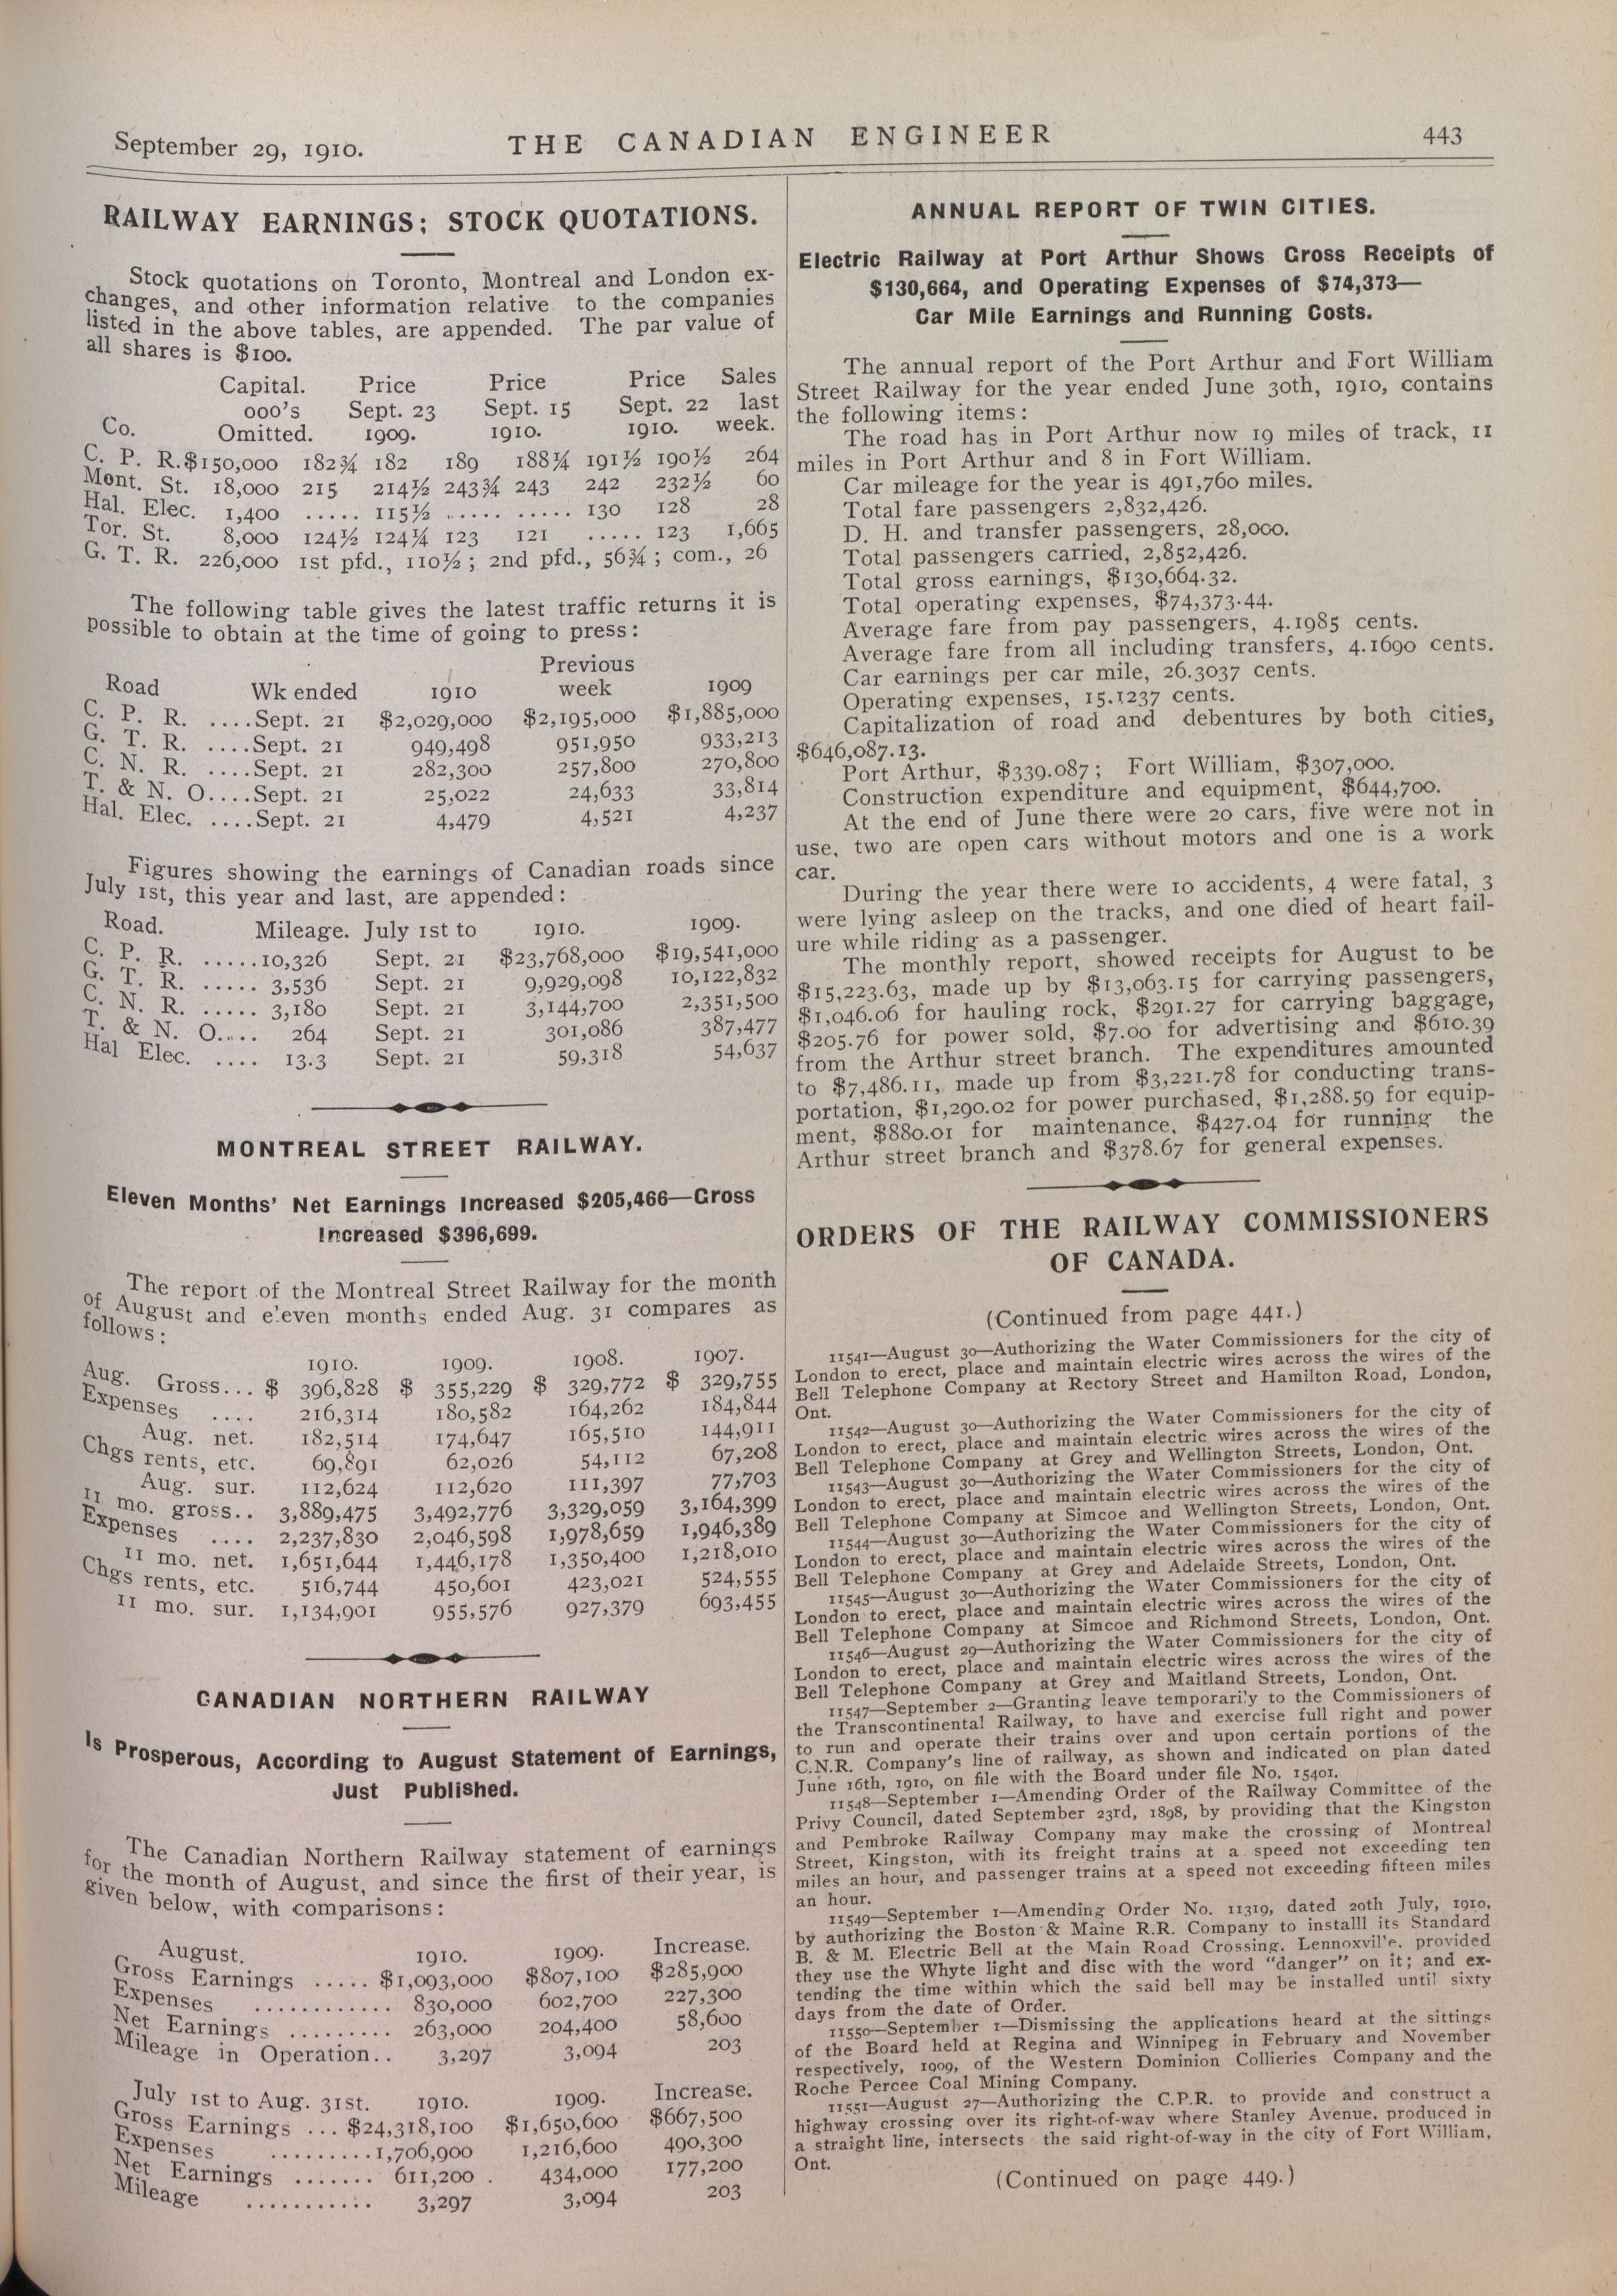 September 29, 1910.
THE CANADIAN ENGINEER
443
RAILWAY EARNINGS; STOCK QUOTATIONS.
Stock quotations on Toronto, Montreal and London ex-
changes, and other information relative to the companies
listed in the above tables, are appended. The par value of
all shares is $100.
Capital. Price Price Price Sales
000's Sept. 23 Sept. 15 Sept. 22 last
Co. Omitted. 1909. 1910. 1910. week.
C. P. R.$150,000 182¾ 182 189 188¼ 191½ 190½ 264
Mont. St. 18,000 215 214½ 243¾ 243 242 232½ 60
Hal. Elec. 1,400 ..... 115½ ...... ...... 130 128 28
Tor. St. 8,000 124½ 124¼ 123 121 ..... 123 1,665
G. T. R. 226,000 1st pfd., 110½; 2nd pfd., 56¾; com., 26
The following table gives the latest traffic returns it is
possible to obtain at the time of going to press:
Previous
Road Wk ended 1910 week 1909
C. P. R. ....Sept. 21 $2,029,000 $2,195,000 $1,885,000
G. T. R. ....Sept. 21 949,498 951,950 933,213
C. N. R. ....Sept. 21 282,300 257,800 270,800
T. & N. O....Sept. 21 25,022 24,633 33,814
Hal. Elec. ....Sept. 21 4,479 4,521 4,237
Figures showing the earnings of Canadian roads since
July 1st, this year and last, are appended:
Road. Mileage. July 1st to 1910. 1909.
C. P. R. .....10,326 Sept. 21 $23,768,000 $19,541,000
G. T. R. ..... 3,536 Sept. 21 9,929,098 10,122,832
C. N. R. ..... 3,180 Sept. 21 3,144,700 2,351,500
T. & N. O.... 264 Sept. 21 301,086 387,477
Hal Elec. .... 13.3 Sept. 21 59,318 54,637
MONTREAL STREET RAILWAY.
Eleven Months' Net Earnings Increased $205,466—Gross
Increased $396,699.
The report of the Montreal Street Railway for the month
of August and e'even months ended Aug. 31 compares as
follows:
1910. 1909. 1908. 1907.
Aug. Gross... $ 396,828 $ 355,229 $ 329,772 $ 329,755
Expenses .... 216,314 180,582 164,262 184,844
Aug. net. 182,514 174,647 165,510 144,911
Chgs rents, etc. 69,891 62,026 54,112 67,208
Aug. sur. 112,624 112,620 111,397 77,703
11 mo. gross.. 3,889,475 3,492,776 3,329,059 3,164,399
Expenses .... 2,237,830 2,046,598 1,978,659 1,946,389
11 mo. net. 1,651,644 1,446,178 1,350,400 1,218,010
Chgs rents, etc. 516,744 450,601 423,021 524,555
11 mo. sur. 1,134,901 955,576 927,379 693,455
CANADIAN NORTHERN RAILWAY
Is Prosperous, According to August Statement of Earnings,
Just Published.
The Canadian Northern Railway statement of earnings
for the month of August, and since the first of their year, is
given below, with comparisons:
August. 1910. 1909. Increase.
Gross Earnings ..... $1,093,000 $807,100 $285,900
Expenses ............ 830,000 602,700 227,300
Net Earnings ......... 263,000 204,400 58,600
Mileage in Operation.. 3,297 3,094 203
July 1st to Aug. 31st. 1910. 1909. Increase.
Gross Earnings ... $24,318,100 $1,650,600 $667,500
Expenses .........1,706,900 1,216,600 490,300
Net Earnings ....... 611,200 . 434,000 177,200
Mileage ........... 3,297 3,094 203
ANNUAL REPORT OF TWIN CITIES.
Electric Railway at Port Arthur Shows Gross Receipts of
$130,664, and Operating Expenses of $74,373—
Car Mile Earnings and Running Costs.
The annual report of the Port Arthur and Fort William
Street Railway for the year ended June 30th, 1910, contains
the following items:
The road has in Port Arthur now 19 miles of track, 11
miles in Port Arthur and 8 in Fort William.
Car mileage for the year is 491,760 miles.
Total fare passengers 2,832,426.
D. H. and transfer passengers, 28,000.
Total passengers carried, 2,852,426.
Total gross earnings, $130,664.32.
Total operating expenses, $74,373.44.
Average fare from pay passengers, 4.1985 cents.
Average fare from all including transfers, 4.1690 cents.
Car earnings per car mile, 26.3037 cents.
Operating expenses, 15.1237 cents.
Capitalization of road and debentures by both cities,
$646,087.13.
Port Arthur, $339.087; Fort William, $307,000.
Construction expenditure and equipment, $644,700.
At the end of June there were 20 cars, five were not in
use, two are open cars without motors and one is a work
car.
During the year there were 10 accidents, 4 were fatal, 3
were lying asleep on the tracks, and one died of heart fail-
ure while riding as a passenger.
The monthly report, showed receipts for August to be
$15,223.63, made up by $13,063.15 for carrying passengers,
$1,046.06 for hauling rock, $291.27 for carrying baggage,
$205.76 for power sold, $7.00 for advertising and $610.39
from the Arthur street branch. The expenditures amounted
to $7,486.11, made up from $3,221.78 for conducting trans-
portation, $1,290.02 for power purchased, $1,288.59 for equip-
ment, $880.01 for maintenance, $427.04 for running the
Arthur street branch and $378.67 for general expenses.
ORDERS OF THE RAILWAY COMMISSIONERS
OF CANADA.
(Continued from page 441.)
11541—August 30—Authorizing the Water Commissioners for the city of
London to erect, place and maintain electric wires across the wires of the
Bell Telephone Company at Rectory Street and Hamilton Road, London,
Ont.
11542—August 30—Authorizing the Water Commissioners for the city of
London to erect, place and maintain electric wires across the wires of the
Bell Telephone Company at Grey and Wellington Streets, London, Ont.
11543—August 30—Authorizing the Water Commissioners for the city of
London to erect, place and maintain electric wires across the wires of the
Bell Telephone Company at Simcoe and Wellington Streets, London, Ont.
11544—August 30—Authorizing the Water Commissioners for the city of
London to erect, place and maintain electric wires across the wires of the
Bell Telephone Company at Grey and Adelaide Streets, London, Ont.
11545—August 30—Authorizing the Water Commissioners for the city of
London to erect, place and maintain electric wires across the wires of the
Bell Telephone Company at Simcoe and Richmond Streets, London, Ont.
11546—August 29—Authorizing the Water Commissioners for the city of
London to erect, place and maintain electric wires across the wires of the
Bell Telephone Company at Grey and Maitland Streets, London, Ont.
11547—September 2—Granting leave temporari'y to the Commissioners of
the Transcontinental Railway, to have and exercise full right and power
to run and operate their trains over and upon certain portions of the
C.N.R. Company's line of railway, as shown and indicated on plan dated
June 16th, 1910, on file with the Board under file No. 15401.
11548—September 1—Amending Order of the Railway Committee of the
Privy Council, dated September 23rd, 1898, by providing that the Kingston
and Pembroke Railway Company may make the crossing of Montreal
Street, Kingston, with its freight trains at a speed not exceeding ten
miles an hour, and passenger trains at a speed not exceeding fifteen miles
an hour.
11549—September 1—Amending Order No. 11319, dated 20th July, 1910,
by authorizing the Boston & Maine R.R. Company to installl its Standard
B. & M. Electric Bell at the Main Road Crossing. Lennoxvil'e. provided
they use the Whyte light and disc with the word "danger" on it; and ex-
tending the time within which the said bell may be installed until sixty
days from the date of Order.
11550—September 1—Dismissing the applications heard at the sittings
of the Board held at Regina and Winnipeg in February and November
respectively, 1909, of the Western Dominion Collieries Company and the
Roche Percee Coal Mining Company.
11551—August 27—Authorizing the C.P.R. to provide and construct a
highway crossing over its right-of-way where Stanley Avenue, produced in
a straight line, intersects the said right-of-way in the city of Fort William,
Ont.
(Continued on page 449.)